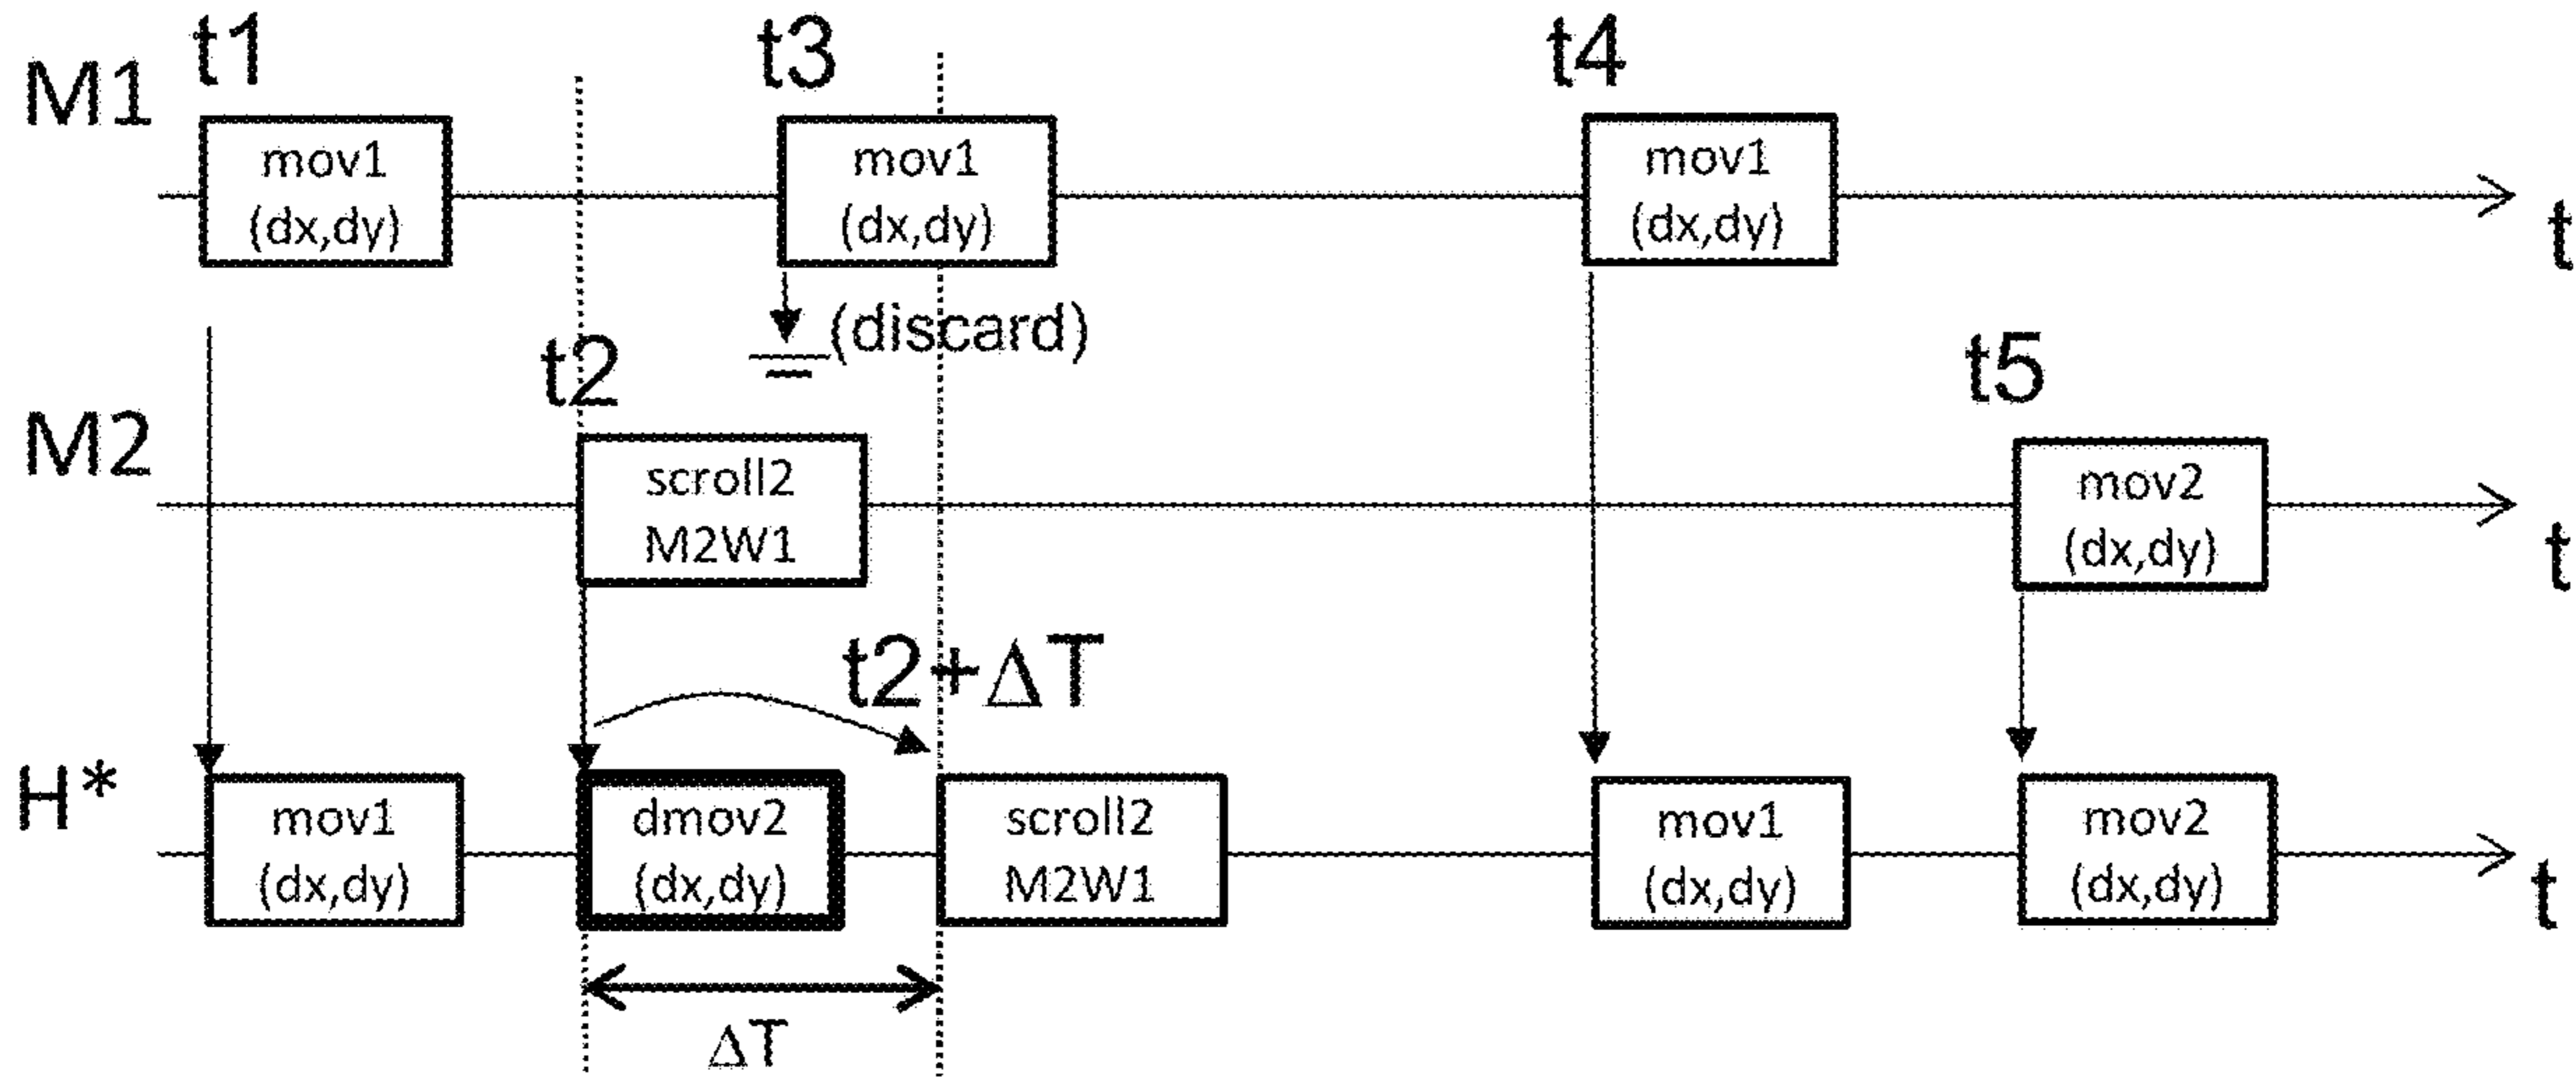 t1
t3
t4
M1
mov1
(dx,dy)
mov1
(dx,dy)
mov1
(dx,dy)
t
(discard)
t2
t5
M2
scroll2
M2W1
mov2
(dx,dy)
t
t2+ΔT
H*
mov1
(dx,dy)
dmov2
(dx,dy)
scroll2
M2W1
mov1
(dx,dy)
mov2
(dx,dy)
t
ΔT